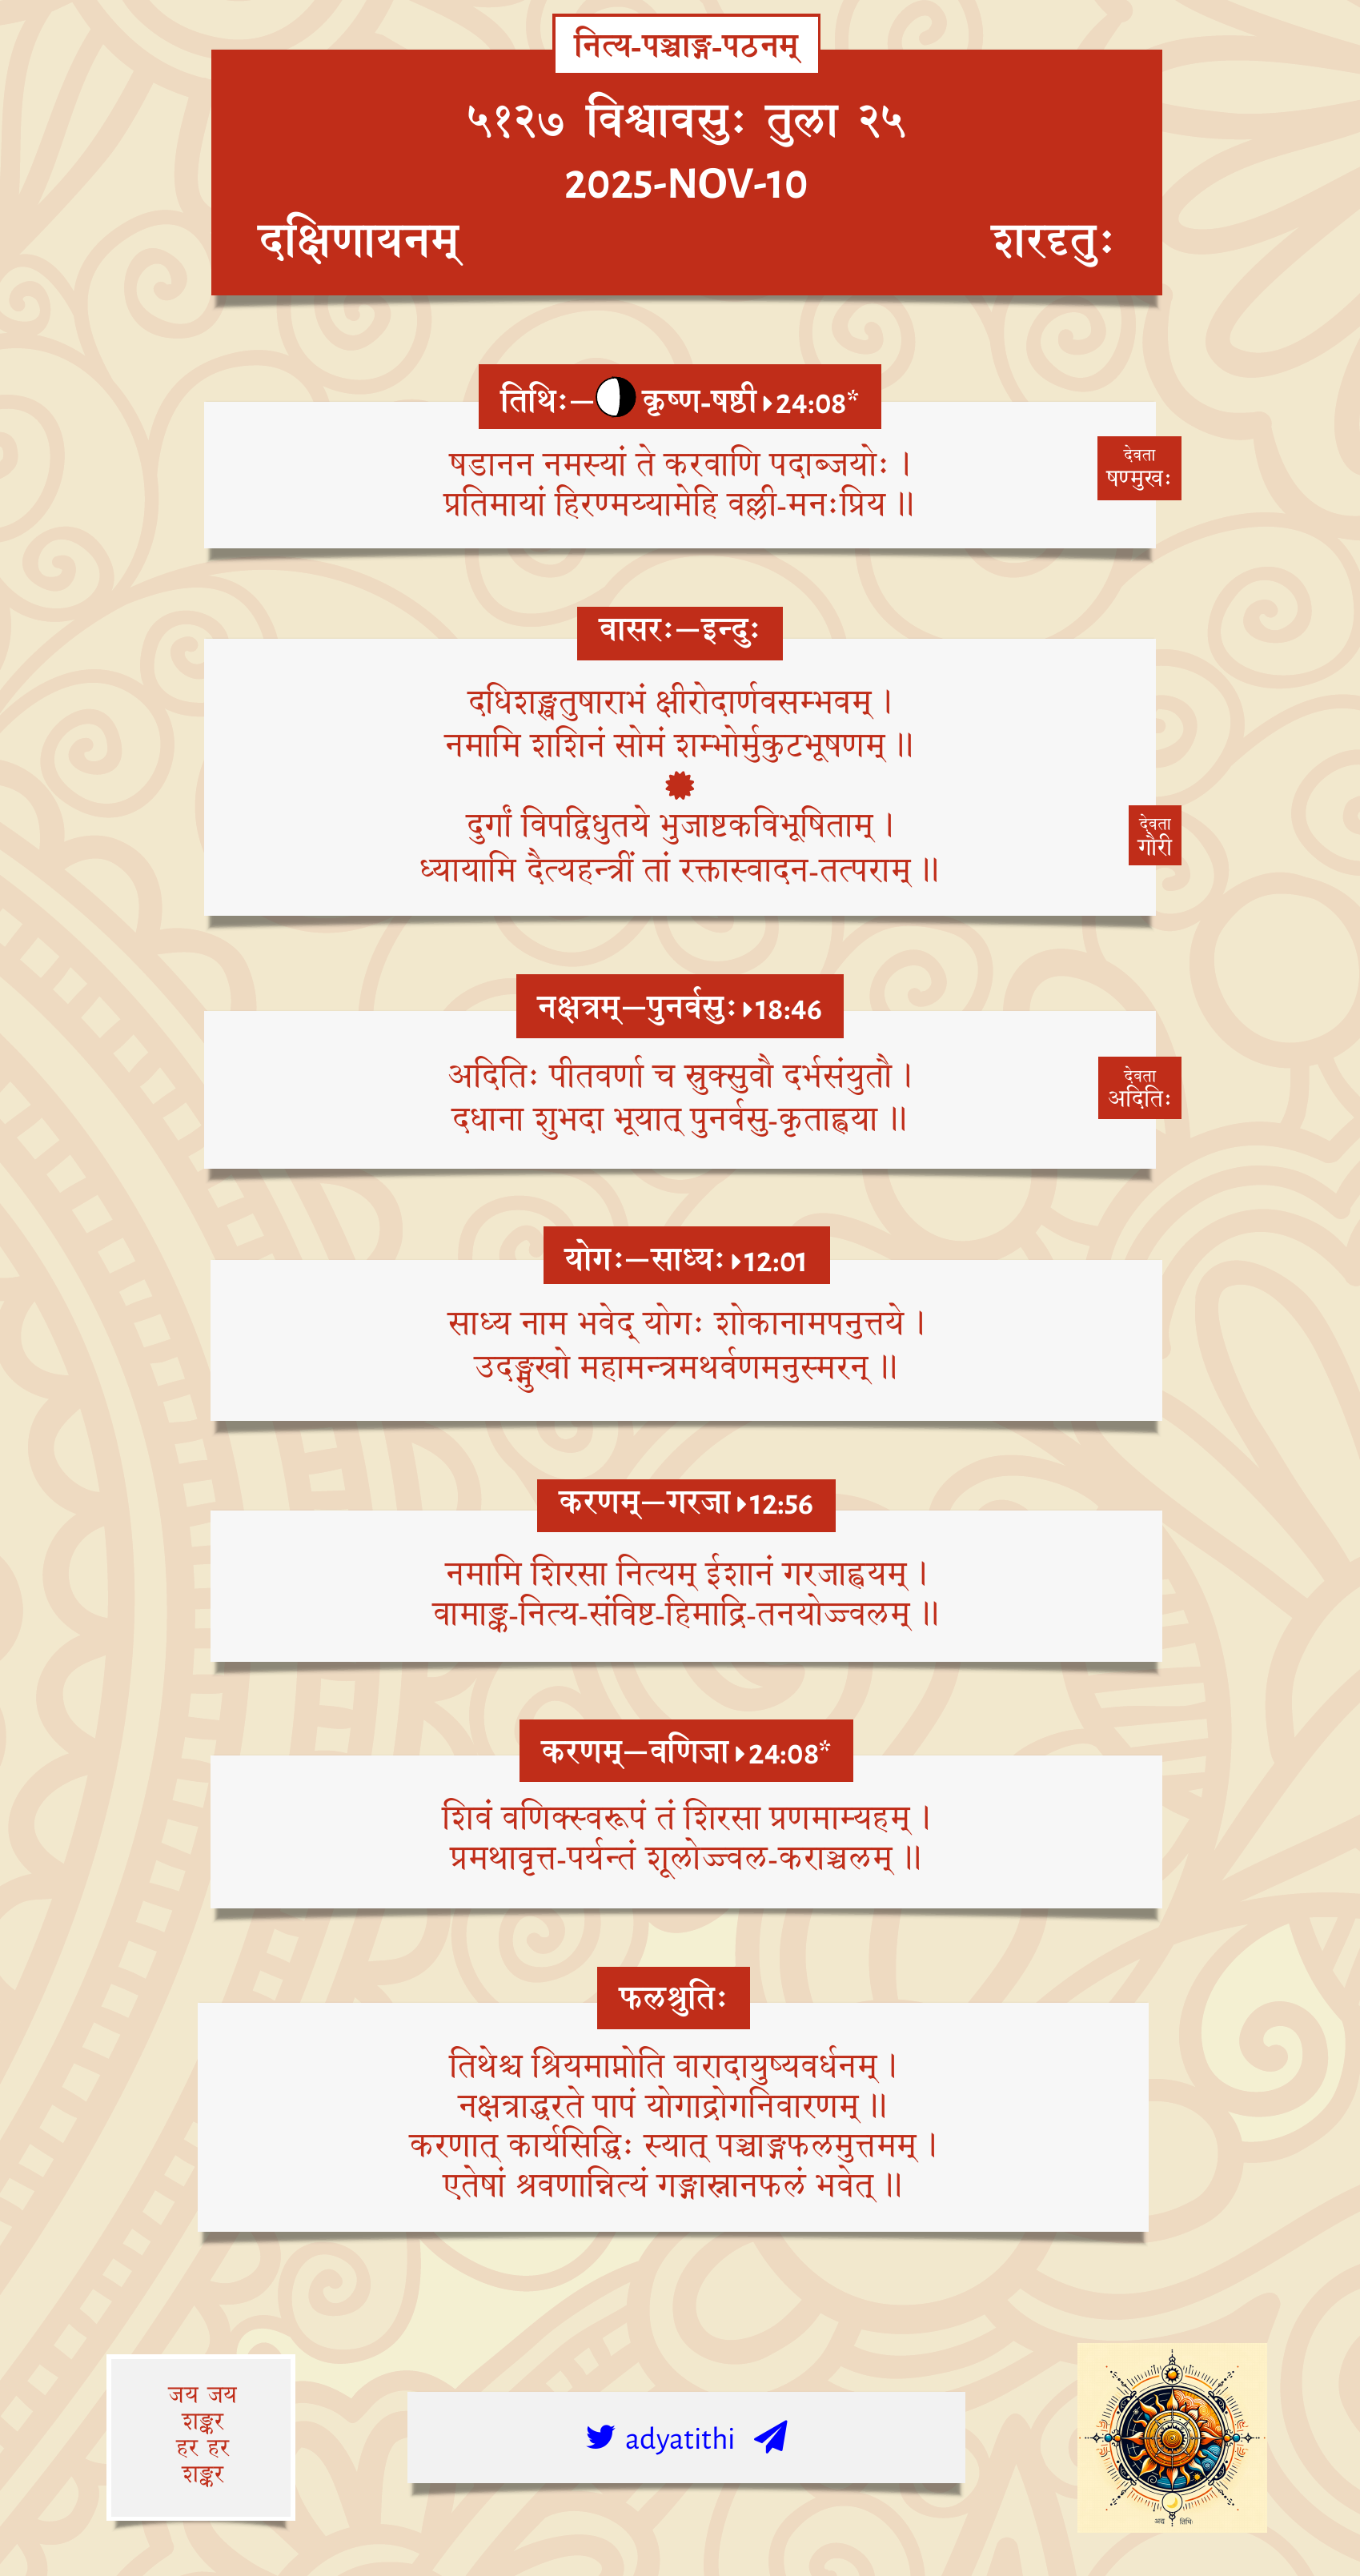 नित्य-पञ्चाङ्ग-पठनम्
५१२७ विश्वावसुः तुला २५
2025-NOV-10
दक्षिणायनम्
शरदृतुः
तिथिः—कृष्ण-षष्ठी 24:08*
षडानन नमस्यां ते करवाणि पदाब्जयोः ।
प्रतिमायां हिरण्मय्यामेहि वल्ली-मनःप्रिय ॥
देवता
षण्मुखः
वासरः—इन्दुः
दधिशङ्खतुषाराभं क्षीरोदार्णवसम्भवम् ।
नमामि शशिनं सोमं शम्भोर्मुकुटभूषणम् ॥
दुर्गां विपद्विधुतये भुजाष्टकविभूषिताम् ।
ध्यायामि दैत्यहन्त्रीं तां रक्तास्वादन-तत्पराम् ॥
देवता
गौरी
नक्षत्रम्—पुनर्वसुः 18:46
अदितिः पीतवर्णा च स्रुक्सुवौ दर्भसंयुतौ ।
दधाना शुभदा भूयात् पुनर्वसु-कृताह्वया ॥
देवता
अदितिः
योगः—साध्यः 12:01
साध्य नाम भवेद् योगः शोकानामपनुत्तये ।
उदङ्मुखो महामन्त्रमथर्वणमनुस्मरन् ॥
करणम्—गरजा 12:56
नमामि शिरसा नित्यम् ईशानं गरजाह्वयम् ।
वामाङ्क-नित्य-संविष्ट-हिमाद्रि-तनयोज्ज्वलम् ॥
करणम्—वणिजा 24:08*
शिवं वणिक्स्वरूपं तं शिरसा प्रणमाम्यहम् ।
प्रमथावृत्त-पर्यन्तं शूलोज्ज्वल-कराञ्चलम् ॥
फलश्रुतिः
तिथेश्च श्रियमाप्नोति वारादायुष्यवर्धनम् ।
नक्षत्राद्धरते पापं योगाद्रोगनिवारणम् ॥
करणात् कार्यसिद्धिः स्यात् पञ्चाङ्गफलमुत्तमम् ।
एतेषां श्रवणान्नित्यं गङ्गास्नानफलं भवेत् ॥
जय जय
शङ्कर
हर हर
शङ्कर
adyatithi
अद्य तिथिः